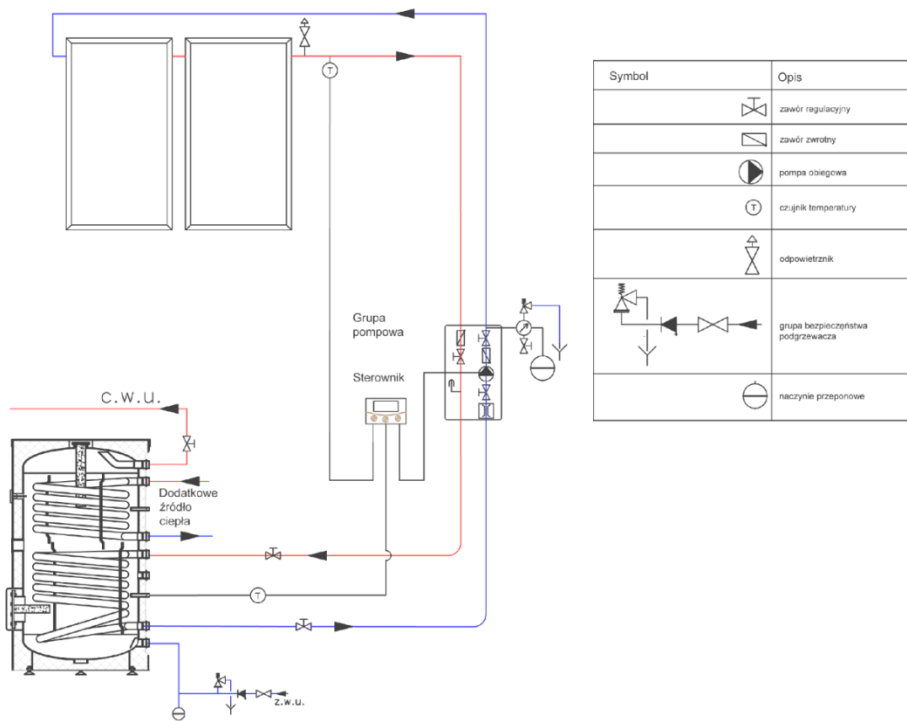 T
Grupa
pompowa
Sterownik
c.w.u.
Dodatkowe
źródło
ciepła
T
z.w.u.
Symbol
Opis
zawór regulacyjny
zawór zwrotny
pompa obiegowa
T
czujnik temperatury
odpowietrznik
grupa bezpieczeństwa
podgrzewacza
naczynie przeponowe